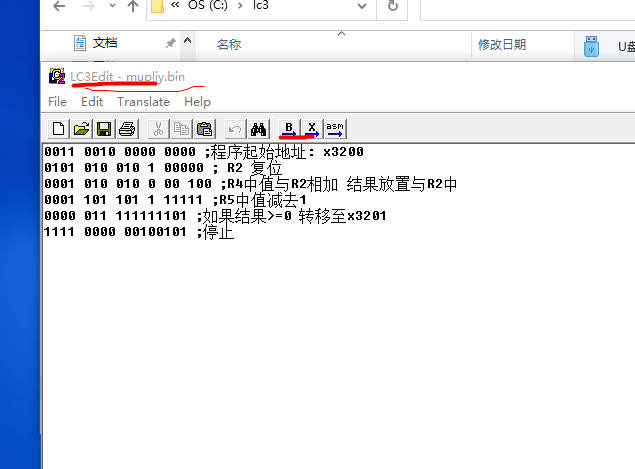 OS (C:) lc3
文档 名称 修改日期 U盘
LC3Edit - mupliy.bin
File Edit Translate Help
B X asm
0011 0010 0000 0000 ;程序起始地址: x3200
0101 010 010 1 00000 ; R2 复位
0001 010 010 0 00 100 ;R4中值与R2相加 结果放置与R2中
0001 101 101 1 11111 ;R5中值减去1
0000 011 111111101 ;如果结果>=0 转移至x3201
1111 0000 00100101 ;停止